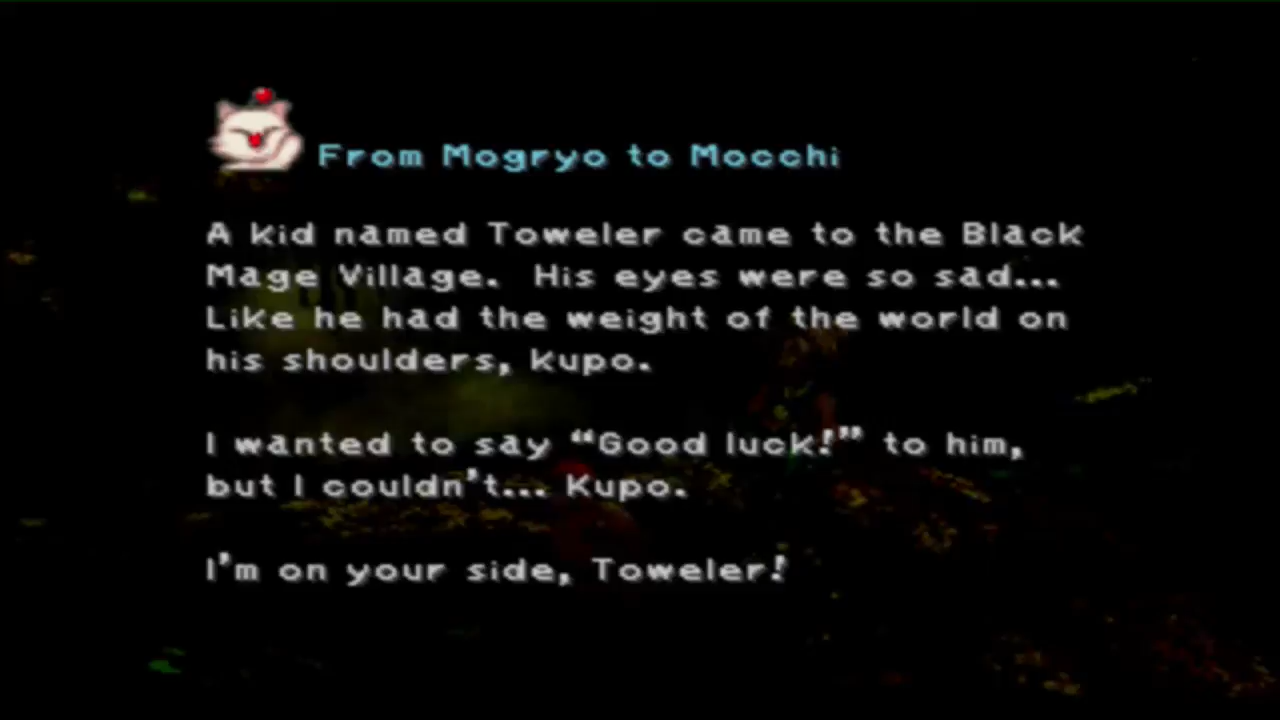 From Mogryo to Mocchi
A kid named Toweler came to the Black
Mage Village. His eyes were so sad...
Like he had the weight of the world on
his shoulders, kupo.
I wanted to say “Good luck!” to him,
but I couldn't... Kupo.
I'm on your side, Toweler!